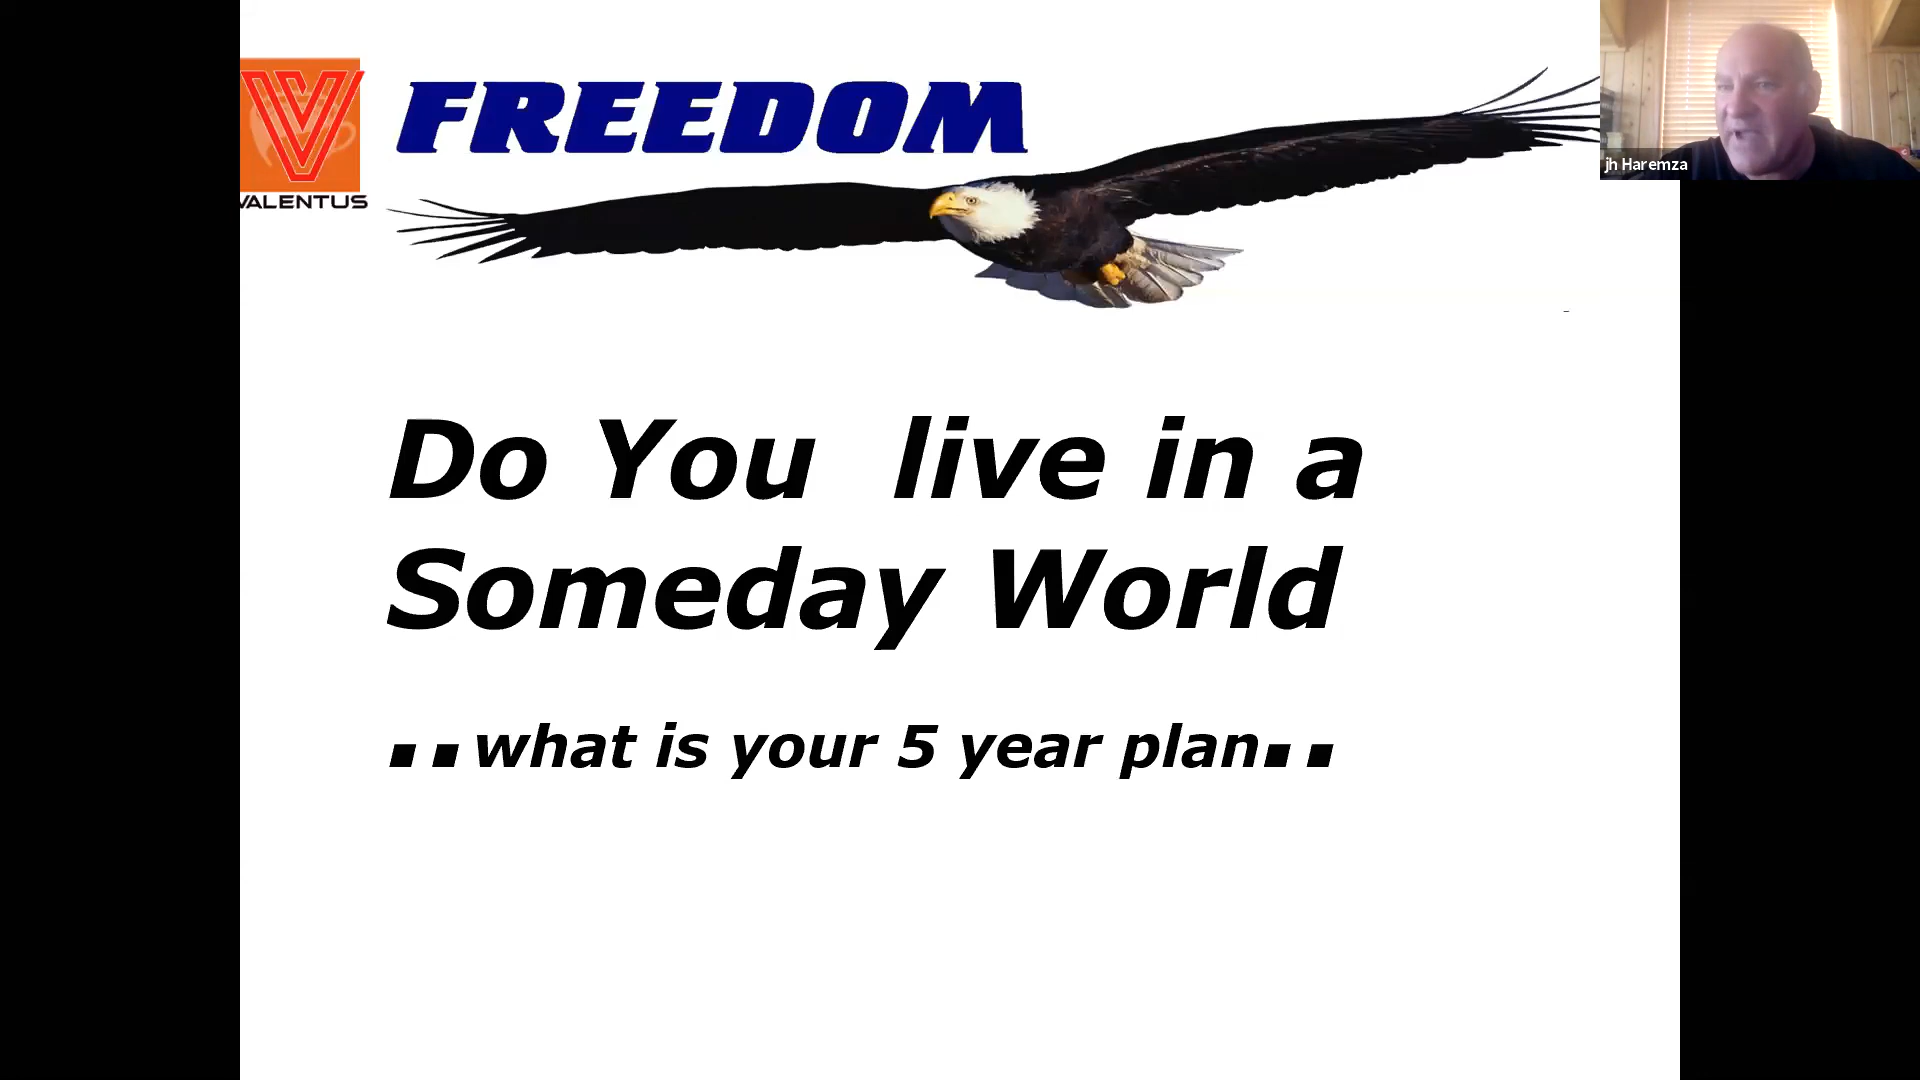 FREEDOM
VALENTUS
jh Haremza
Do You  live in a
Someday World
..what is your 5 year plan..